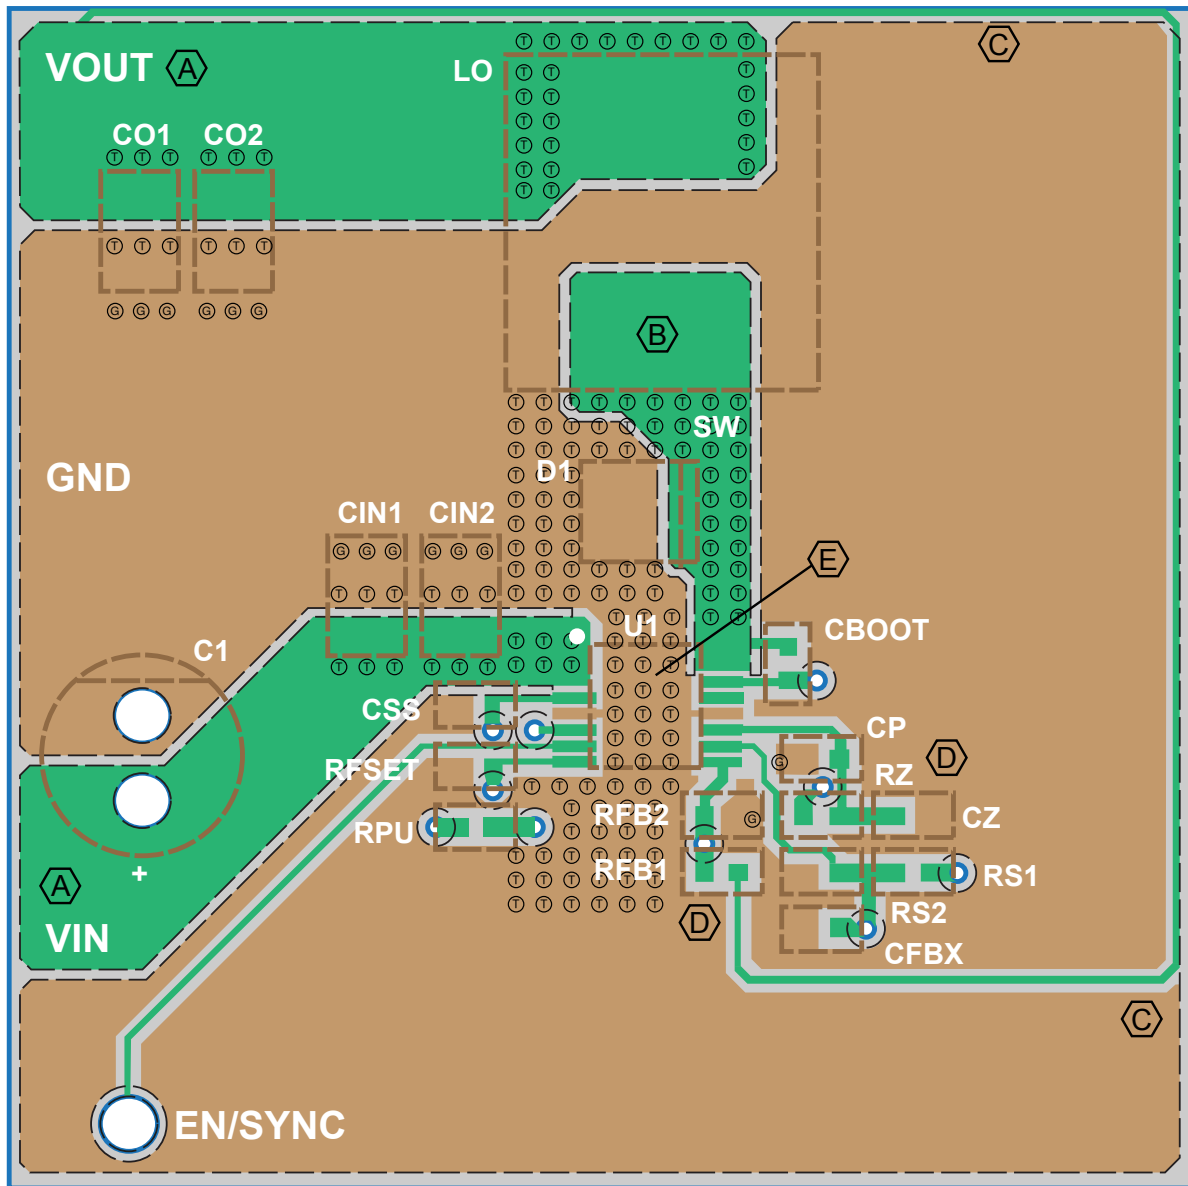 VOUT A
LO
C
CO1 CO2
B
SW
GND
D1
CIN1 CIN2
E
U1
CBOOT
C1
CSS
CP
RFSET
RZ
D
RFB2
CZ
RPU
RFB1
RS1
+
A
D
RS2
VIN
CFBX
C
EN/SYNC